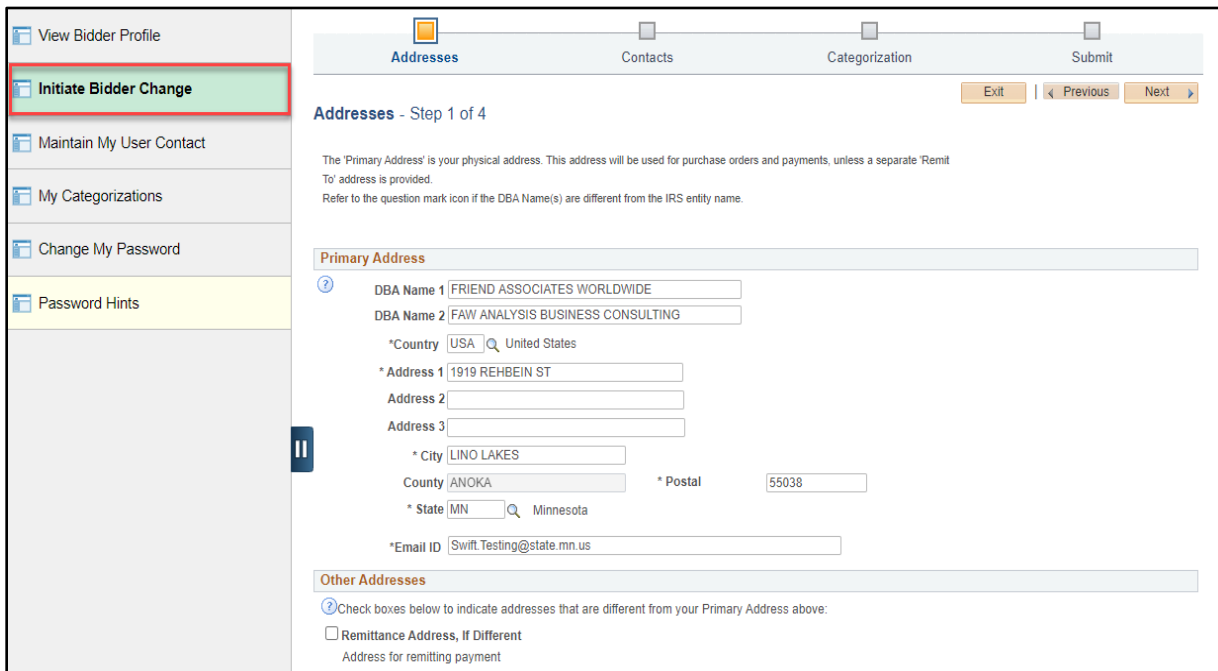 View Bidder Profile
Initiate Bidder Change
Maintain My User Contact
My Categorizations
Change My Password
Password Hints
Addresses Contacts Categorization Submit
Exit | Previous Next
Addresses - Step 1 of 4
The 'Primary Address' is your physical address. This address will be used for purchase orders and payments, unless a separate 'Remit
To' address is provided.
Refer to the question mark icon if the DBA Name(s) are different from the IRS entity name.
Primary Address
? DBA Name 1 FRIEND ASSOCIATES WORLDWIDE
DBA Name 2 FAW ANALYSIS BUSINESS CONSULTING
*Country USA United States
* Address 1 1919 REHBEIN ST
Address 2
Address 3
* City LINO LAKES
County ANOKA * Postal 55038
* State MN Minnesota
*Email ID Swift.Testing@state.mn.us
Other Addresses
? Check boxes below to indicate addresses that are different from your Primary Address above:
Remittance Address, If Different
Address for remitting payment